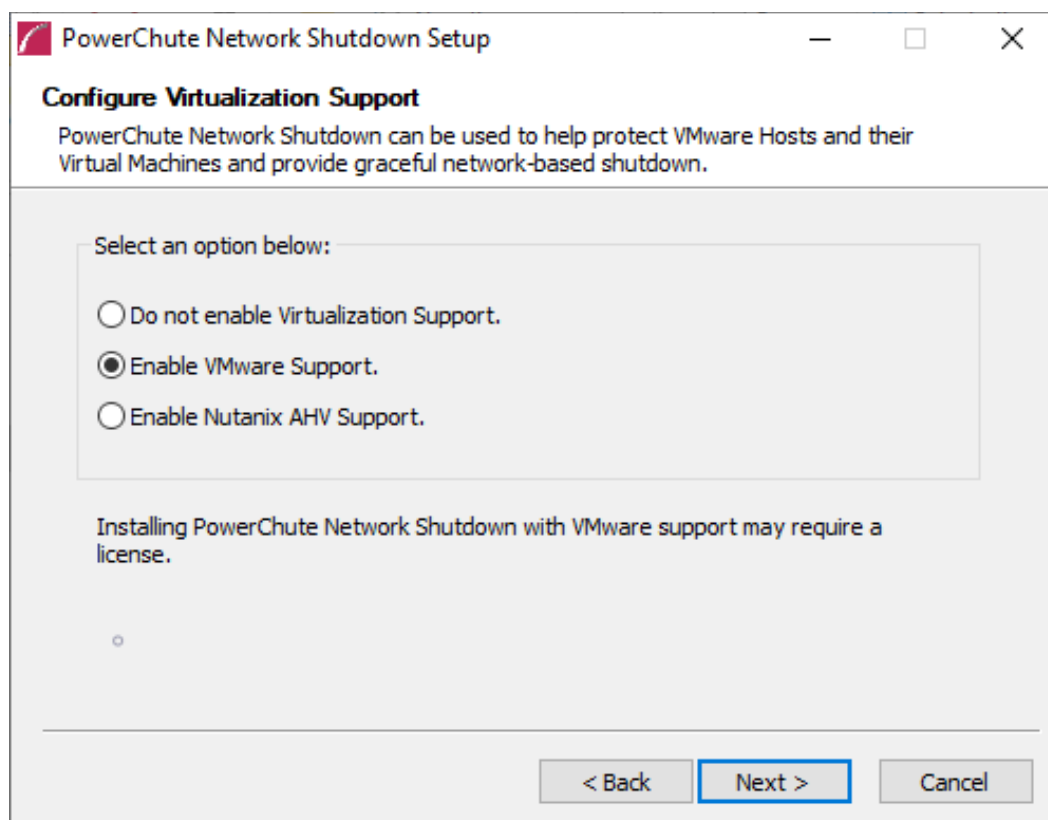 PowerChute Network Shutdown Setup
Configure Virtualization Support
PowerChute Network Shutdown can be used to help protect VMware Hosts and their
Virtual Machines and provide graceful network-based shutdown.
Select an option below:
Do not enable Virtualization Support.
Enable VMware Support.
Enable Nutanix AHV Support.
Installing PowerChute Network Shutdown with VMware support may require a
license.
< Back
Next >
Cancel